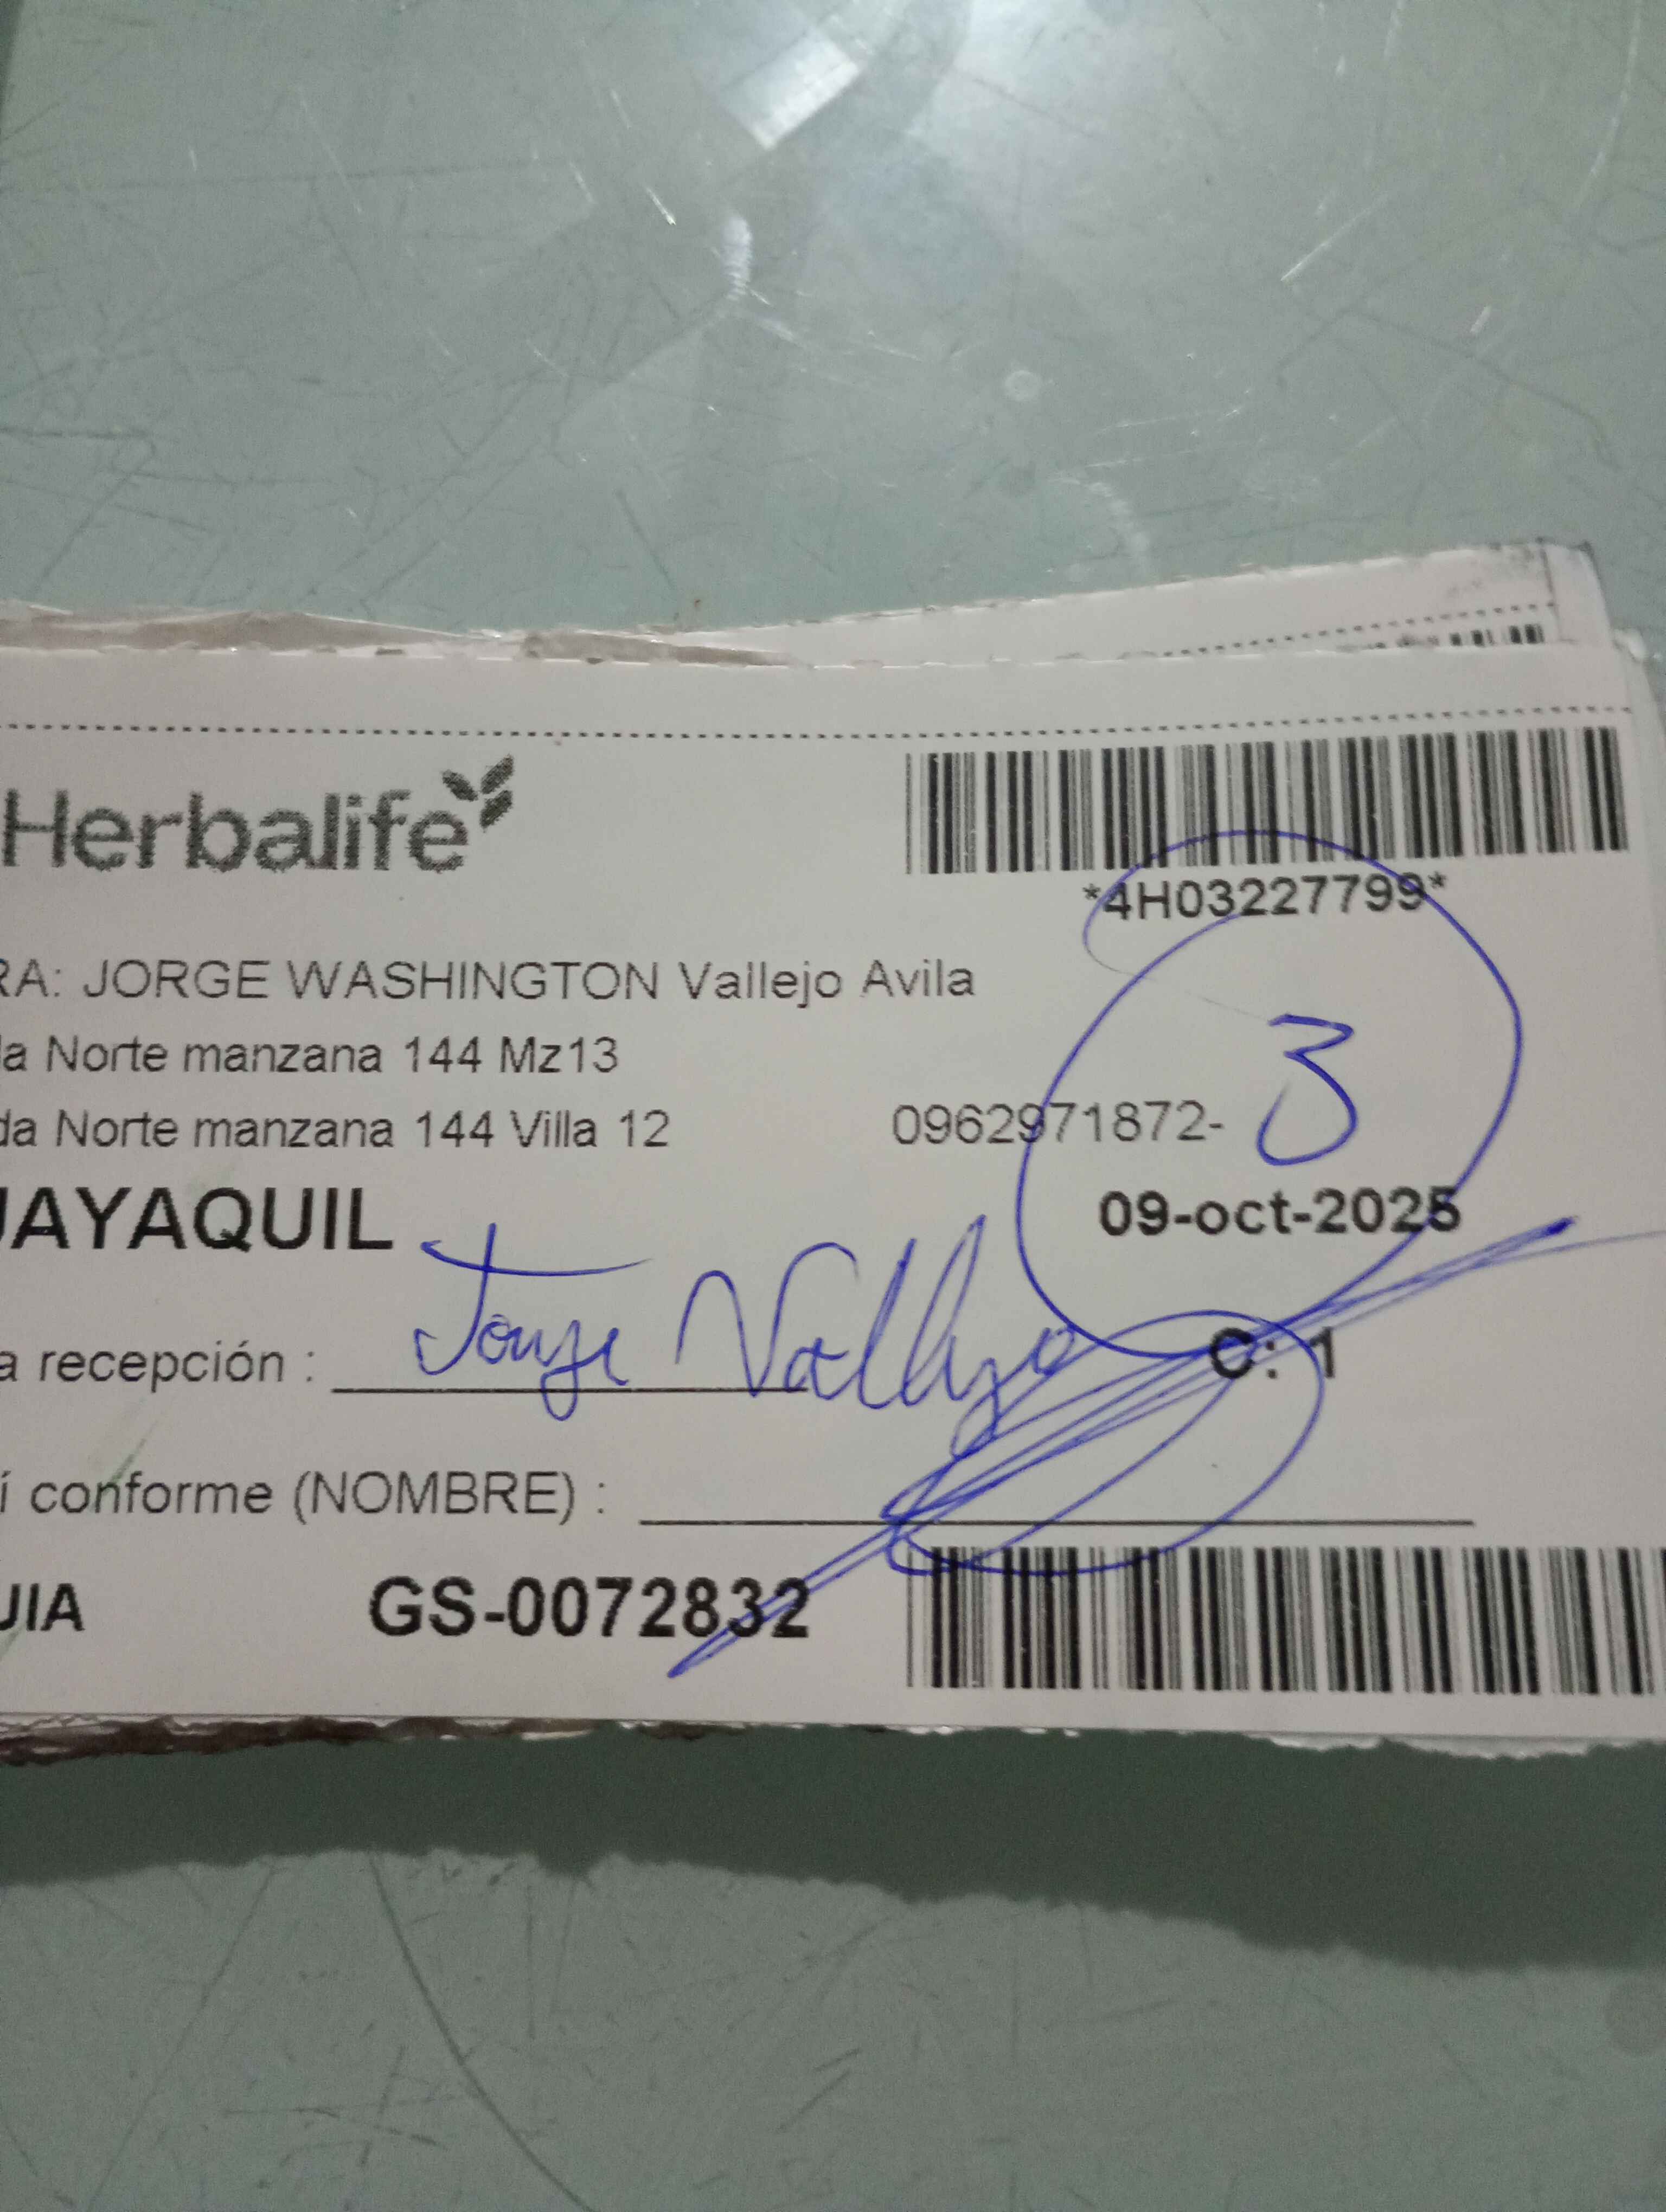 Herbalife
*4H03227799*
RA: JORGE WASHINGTON Vallejo Avila
la Norte manzana 144 Mz13
da Norte manzana 144 Villa 12 0962971872-
3
JAYAQUIL 09-oct-2025
a recepción : Jorge Vallejo C: 1
í conforme (NOMBRE) :
JIA GS-0072832